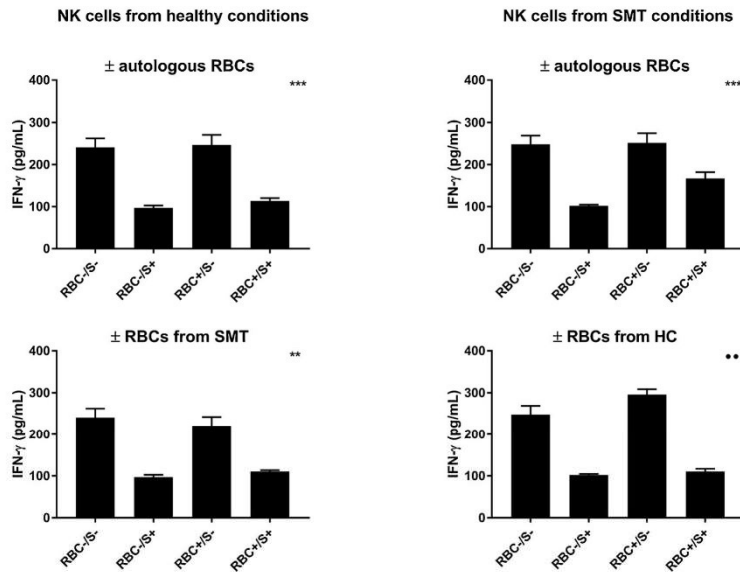 NK cells from healthy conditions
NK cells from SMT conditions
± autologous RBCs
***
IFN-γ (pg/mL)
400
300
200
100
0
RBC-/S-
RBC-/S+
RBC+/S-
RBC+/S+
± autologous RBCs
***
IFN-γ (pg/mL)
400
300
200
100
0
RBC-/S-
RBC-/S+
RBC+/S-
RBC+/S+
± RBCs from SMT
**
IFN-γ (pg/mL)
400
300
200
100
0
RBC-/S-
RBC-/S+
RBC+/S-
RBC+/S+
± RBCs from HC
••
IFN-γ (pg/mL)
400
300
200
100
0
RBC-/S-
RBC-/S+
RBC+/S-
RBC+/S+